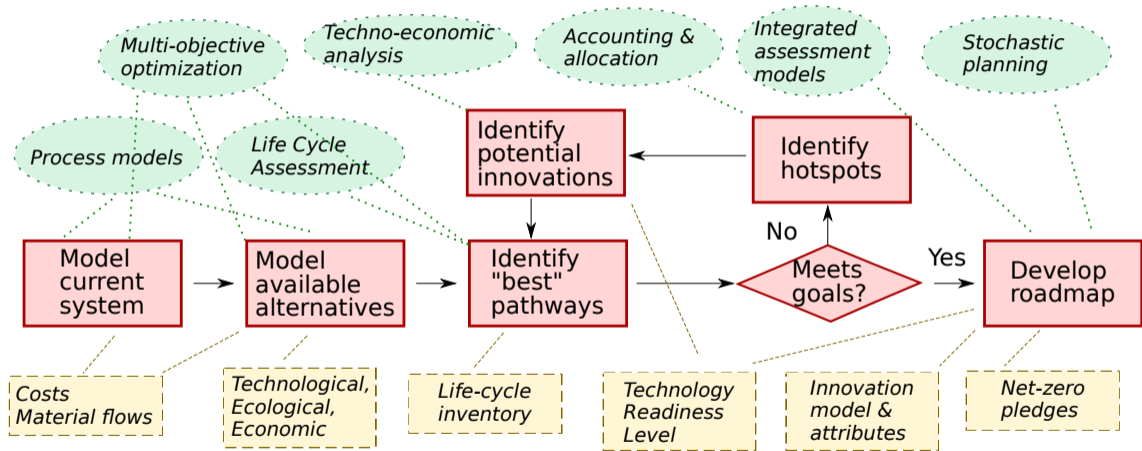 Multi-objective
optimization
Techno-economic
analysis
Accounting &
allocation
Integrated
assessment
models
Stochastic
planning
Process models
Life Cycle
Assessment
Identify
potential
innovations
Identify
hotspots
Model
current
system
Model
available
alternatives
Identify
"best"
pathways
No
Meets
goals?
Yes
Develop
roadmap
Costs
Material flows
Technological,
Ecological,
Economic
Life-cycle
inventory
Technology
Readiness
Level
Innovation
model &
attributes
Net-zero
pledges